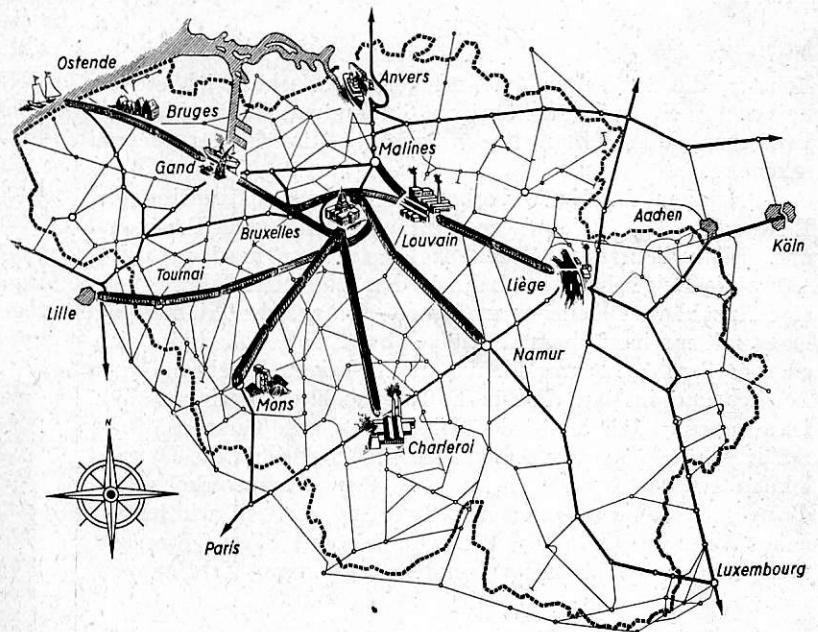 Ostende
Anvers
Bruges
Malines
Gand
Bruxelles
Louvain
Aachen
Köln
Tournai
Liège
Lille
Namur
Mons
Charleroi
N
Paris
Luxembourg